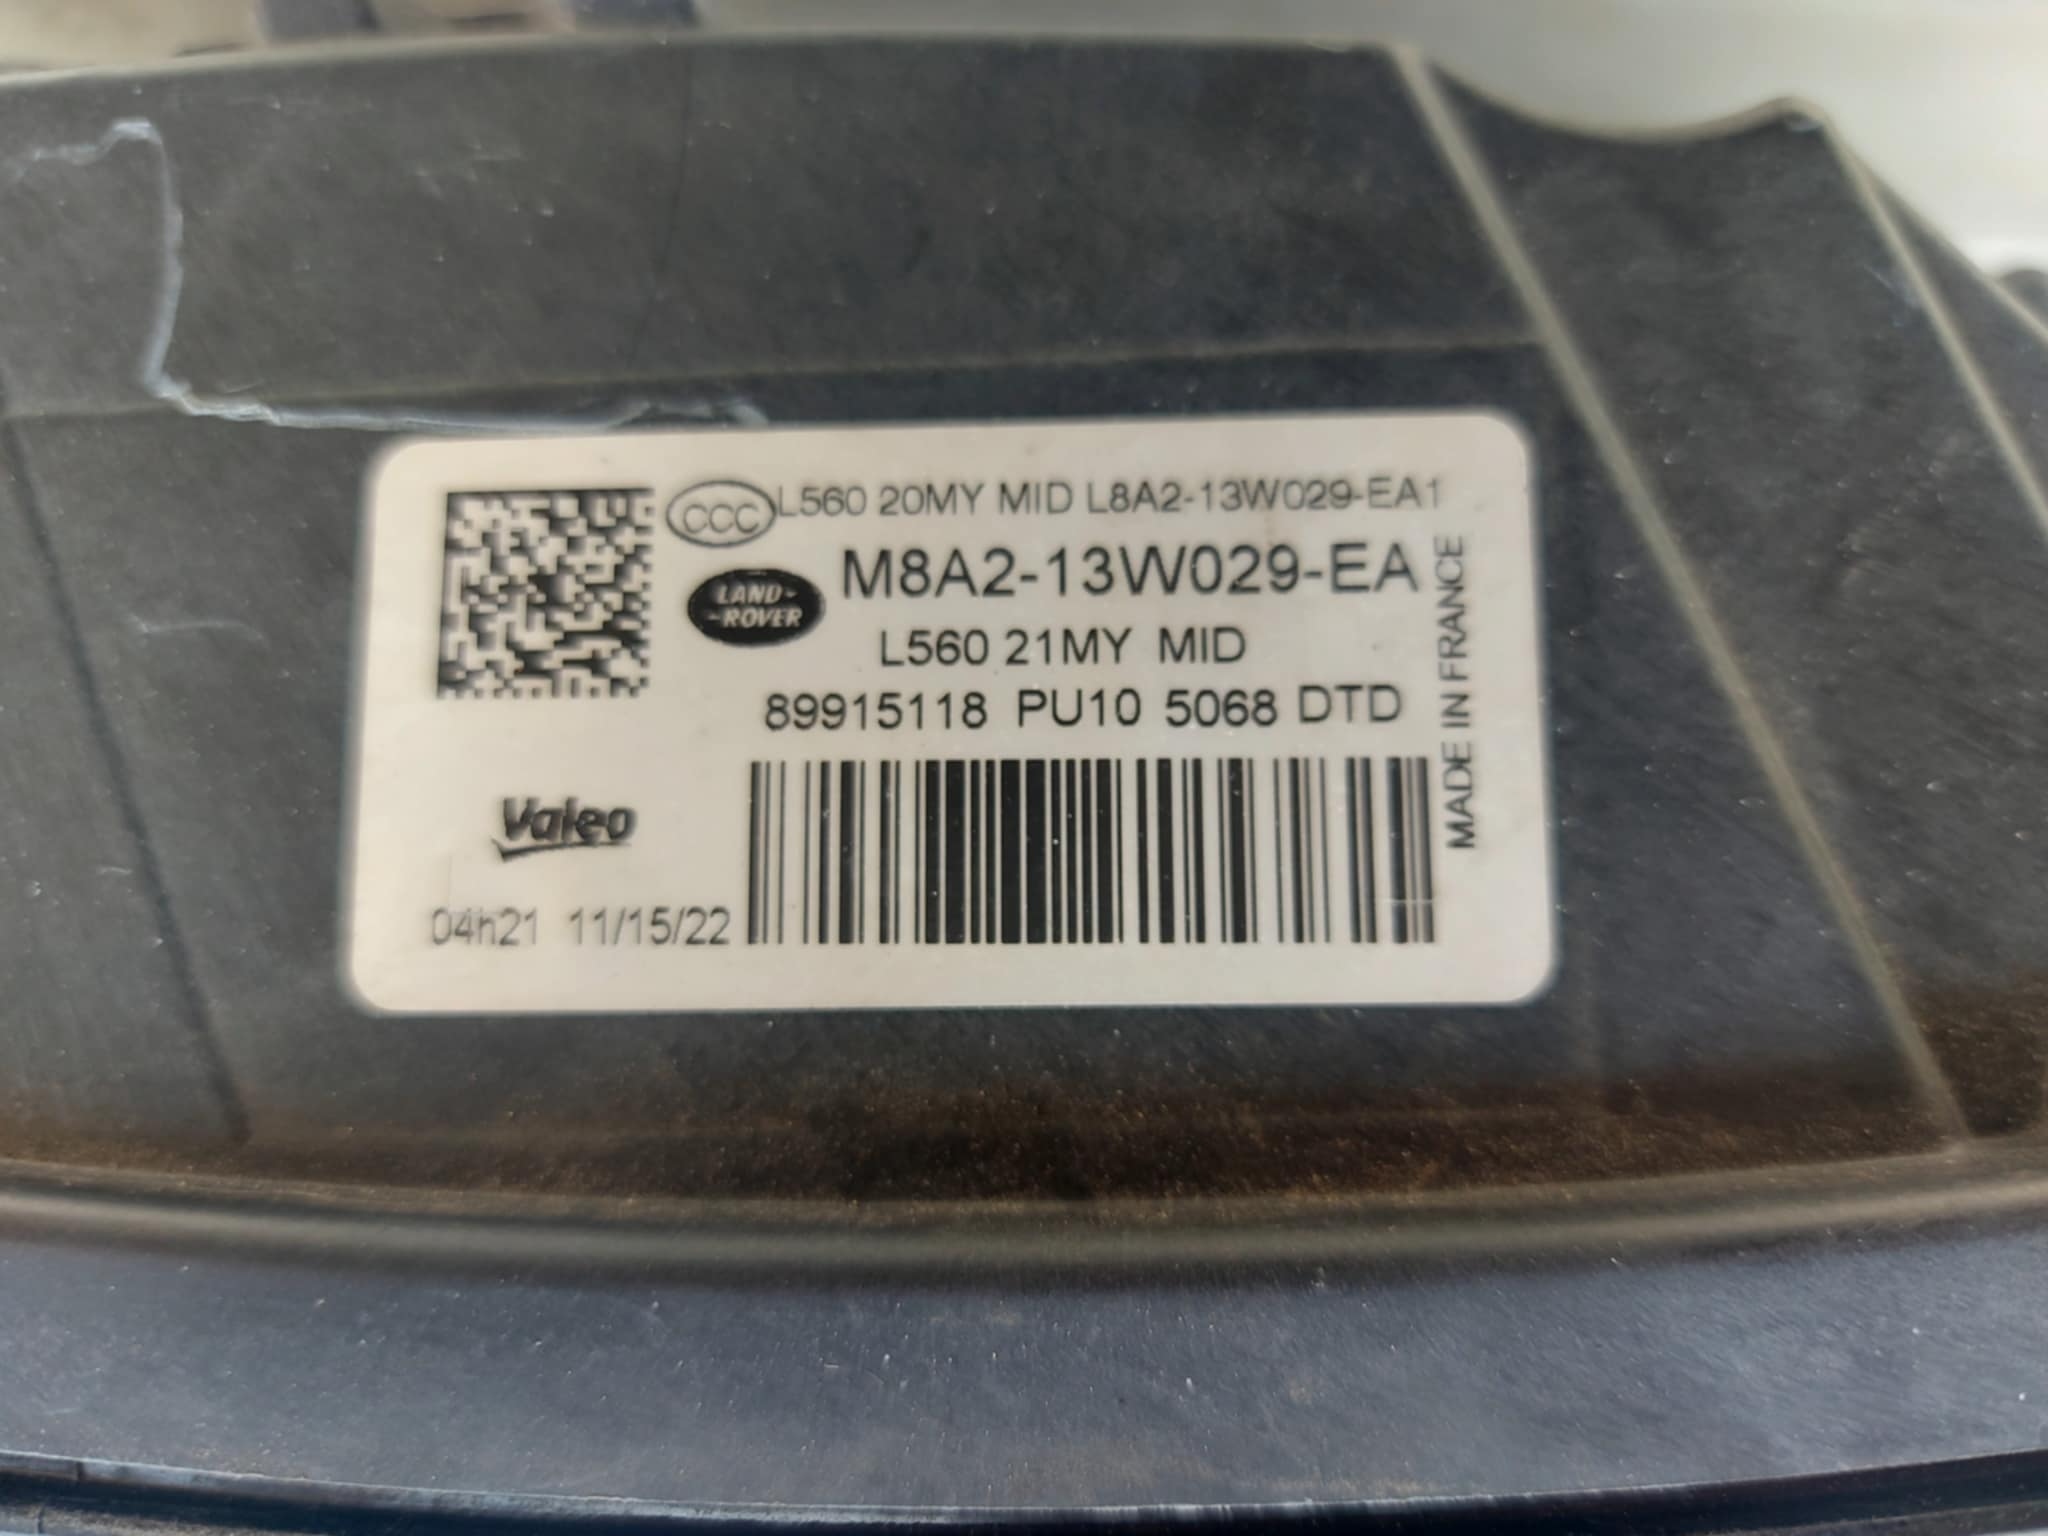 CCC L560 20MY MID L8A2-13W029-EA1
LAND-
-ROVER
M8A2-13W029-EA
L560 21MY MID
89915118 PU10 5068 DTD
MADE IN FRANCE
Valeo
04h21 11/15/22